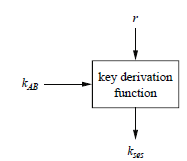 r
k_AB
key derivation
function
k_ses